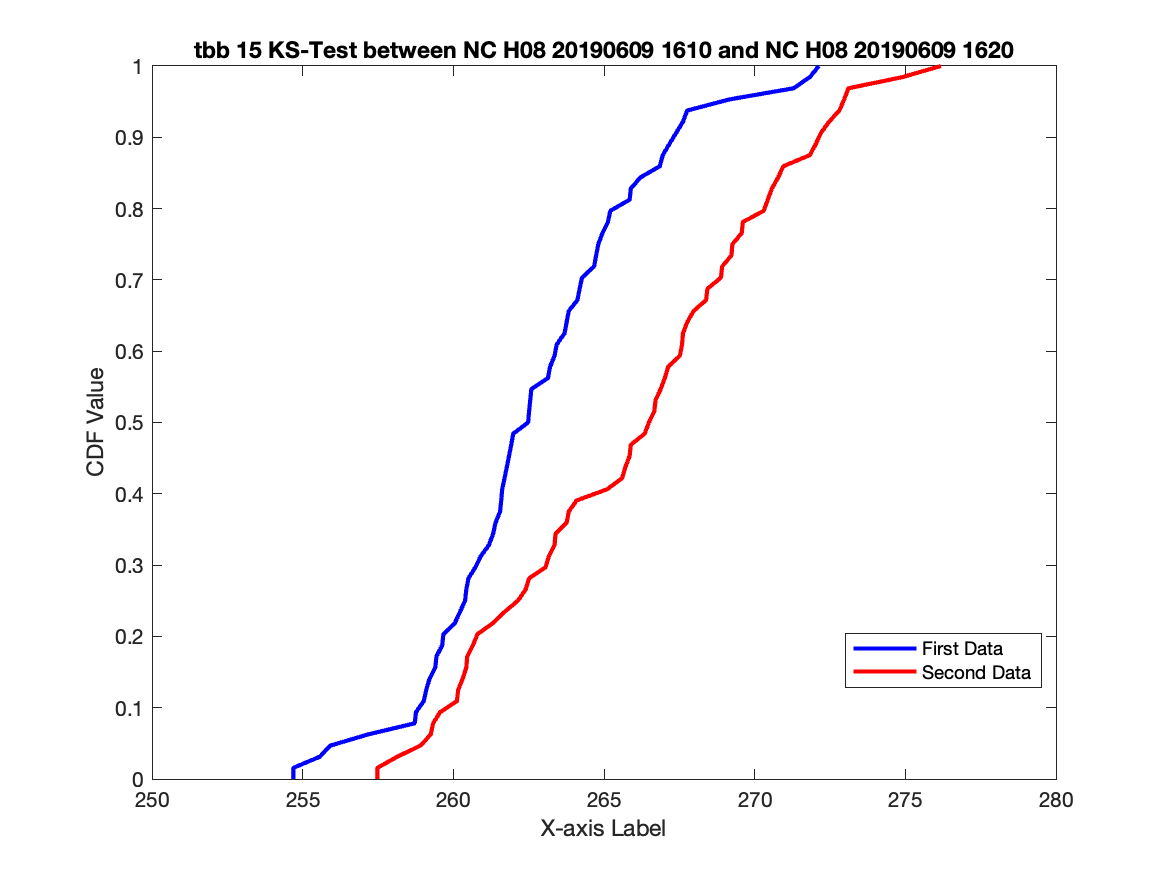 tbb 15 KS-Test between NC H08 20190609 1610 and NC H08 20190609 1620
1
0.9
0.8
0.7
0.6
0.5
0.4
0.3
0.2
0.1
0
CDF Value
First Data
Second Data
250 255 260 265 270 275 280
X-axis Label